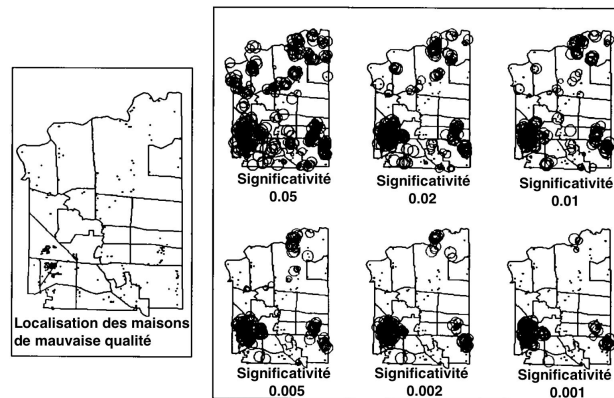 Significativité
0.05
Significativité
0.02
Significativité
0.01
Localisation des maisons
de mauvaise qualité
Significativité
0.005
Significativité
0.002
Significativité
0.001